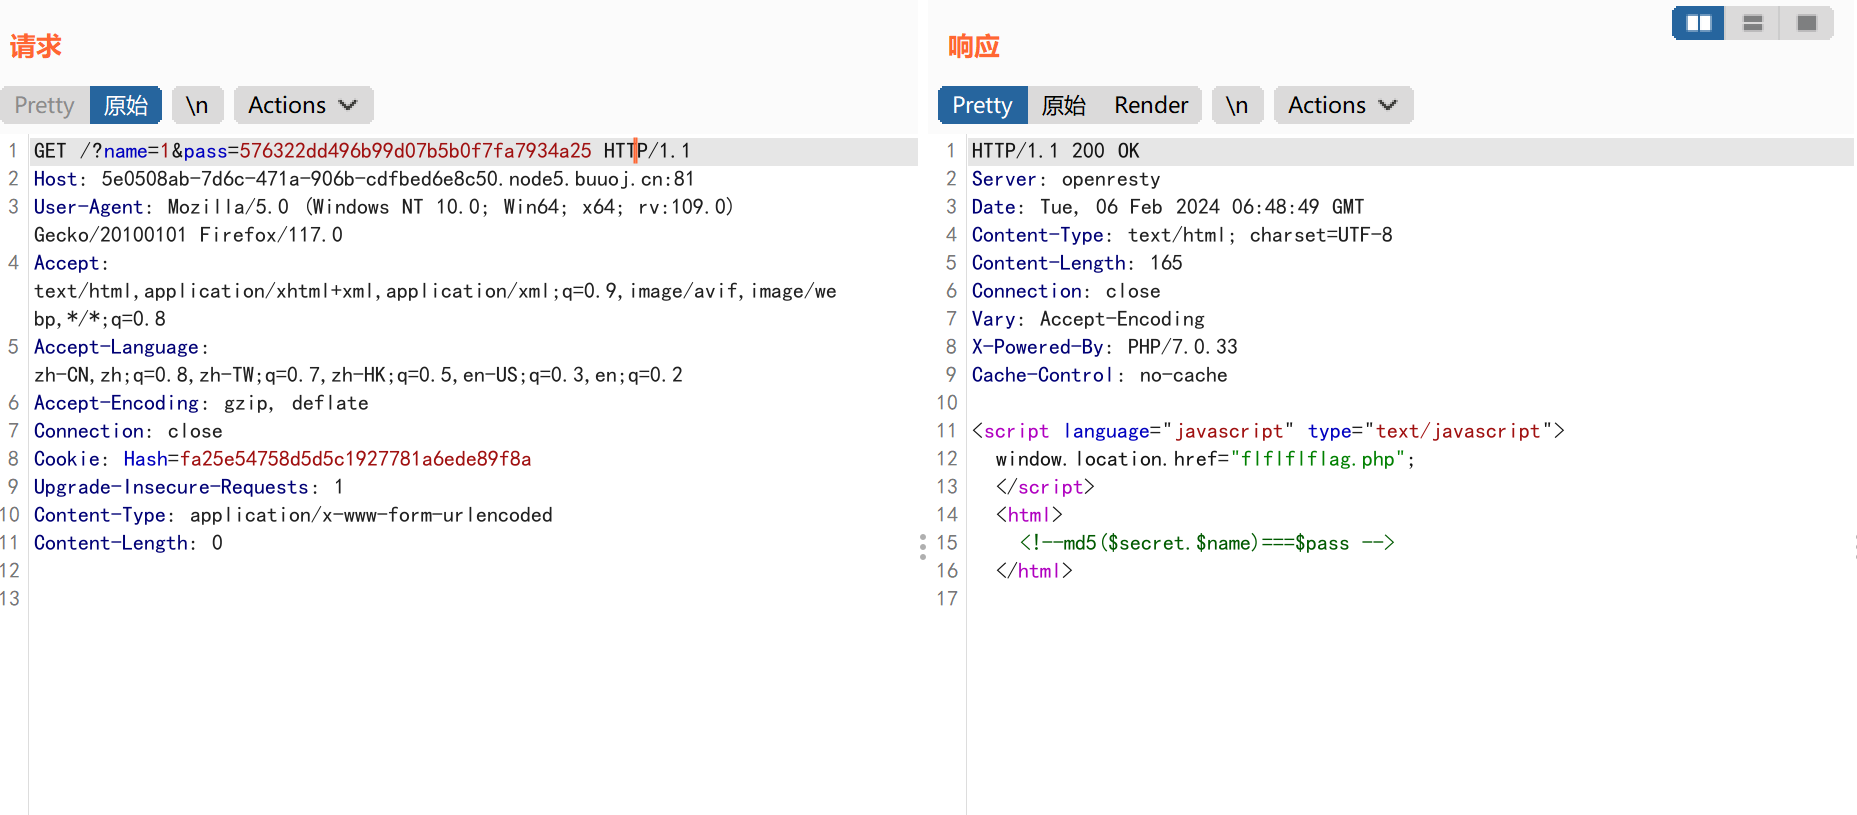 请求
Pretty 原始 \n Actions
1 GET /?name=1&pass=576322dd496b99d07b5b0f7fa7934a25 HTTP/1.1
2 Host: 5e0508ab-7d6c-471a-906b-cdfbed6e8c50.node5.buuoj.cn:81
3 User-Agent: Mozilla/5.0 (Windows NT 10.0; Win64; x64; rv:109.0)
Gecko/20100101 Firefox/117.0
4 Accept:
text/html,application/xhtml+xml,application/xml;q=0.9,image/avif,image/we
bp,*/*;q=0.8
5 Accept-Language:
zh-CN,zh;q=0.8,zh-TW;q=0.7,zh-HK;q=0.5,en-US;q=0.3,en;q=0.2
6 Accept-Encoding: gzip, deflate
7 Connection: close
8 Cookie: Hash=fa25e54758d5d5c1927781a6ede89f8a
9 Upgrade-Insecure-Requests: 1
10 Content-Type: application/x-www-form-urlencoded
11 Content-Length: 0
12
13
响应
Pretty 原始 Render \n Actions
1 HTTP/1.1 200 OK
2 Server: openresty
3 Date: Tue, 06 Feb 2024 06:48:49 GMT
4 Content-Type: text/html; charset=UTF-8
5 Content-Length: 165
6 Connection: close
7 Vary: Accept-Encoding
8 X-Powered-By: PHP/7.0.33
9 Cache-Control: no-cache
10
11 <script language="javascript" type="text/javascript">
12 window.location.href="flflflflag.php";
13 </script>
14 <html>
15 <!--md5($secret.$name)===$pass -->
16 </html>
17